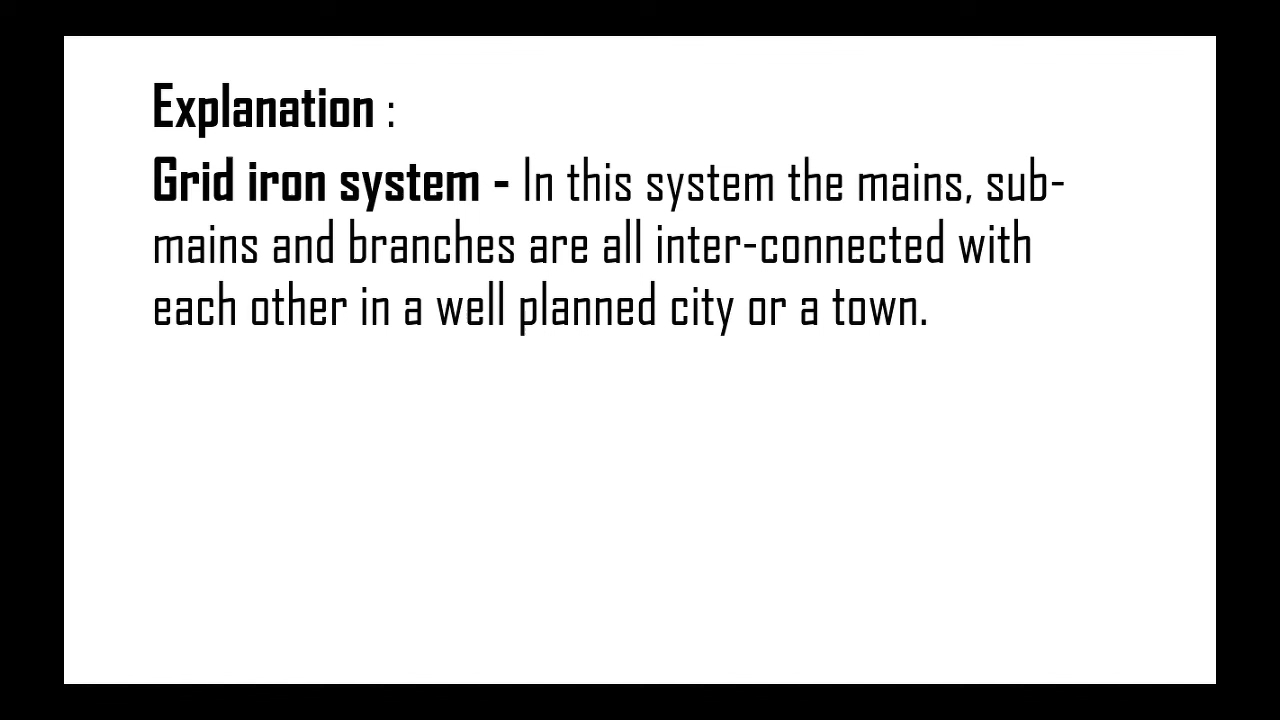 Explanation :
Grid iron system - In this system the mains, sub-
mains and branches are all inter-connected with
each other in a well planned city or a town.